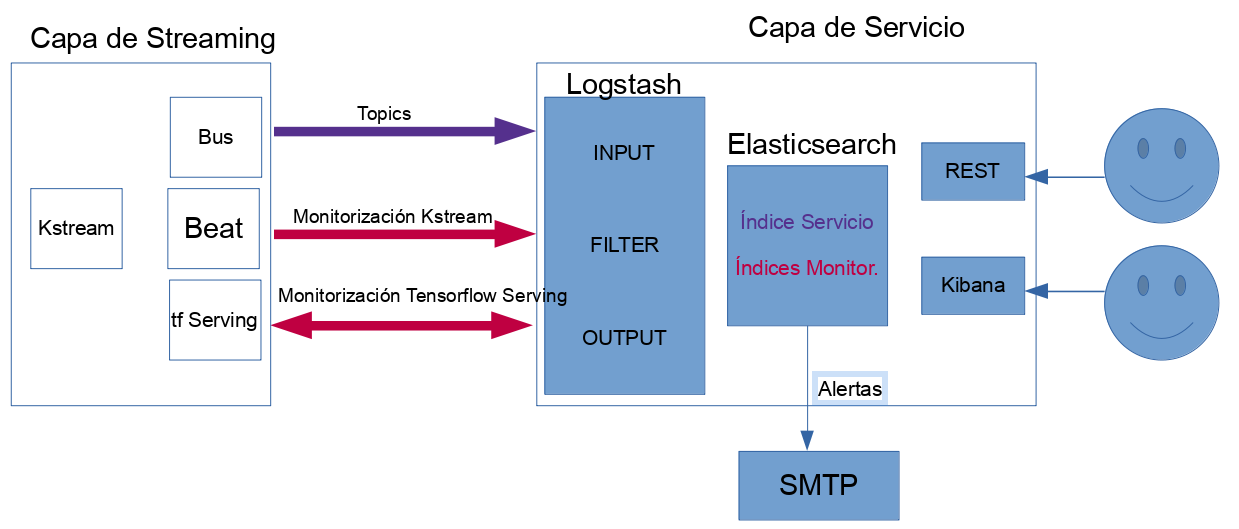 Capa de Streaming
Capa de Servicio
Kstream
Bus
Beat
tf Serving
Topics
Monitorización Kstream
Monitorización Tensorflow Serving
Logstash
INPUT
FILTER
OUTPUT
Elasticsearch
Índice Servicio
Índices Monitor.
REST
Kibana
Alertas
SMTP